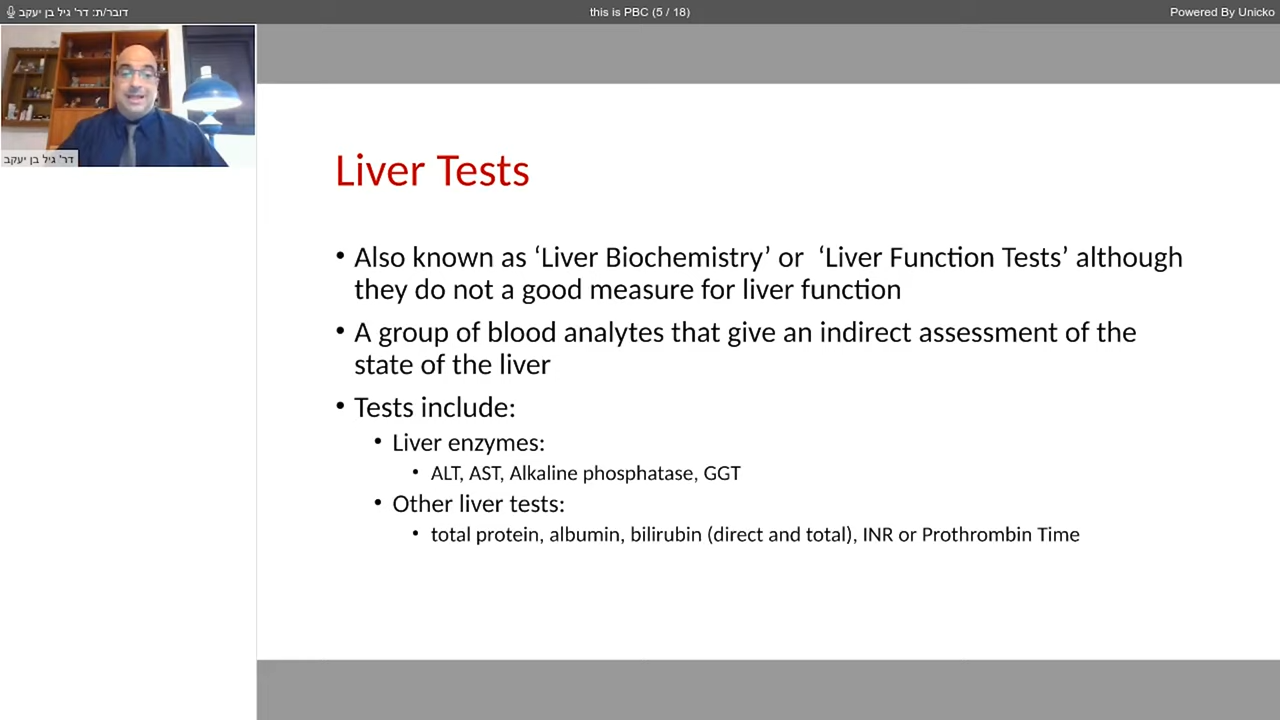 דובר/ת: דר' גיל בן יעקב
this is PBC (5 / 18)
Powered By Unicko
דר' גיל בן יעקב
Liver Tests
• Also known as ‘Liver Biochemistry’ or ‘Liver Function Tests’ although
they do not a good measure for liver function
• A group of blood analytes that give an indirect assessment of the
state of the liver
• Tests include:
• Liver enzymes:
• ALT, AST, Alkaline phosphatase, GGT
• Other liver tests:
• total protein, albumin, bilirubin (direct and total), INR or Prothrombin Time